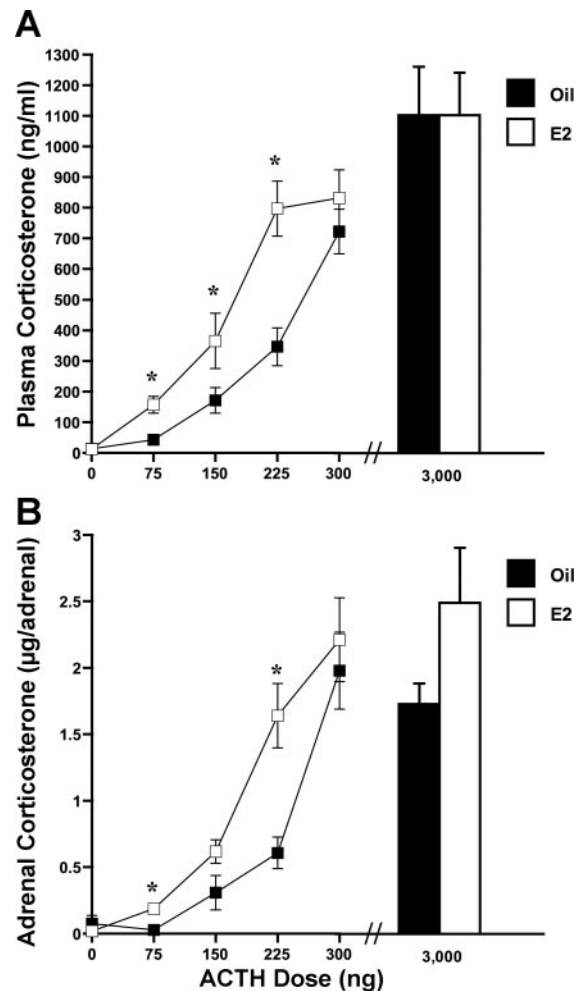 A
Plasma Corticosterone (ng/ml)
1300
1200
1100
1000
900
800
700
600
500
400
300
200
100
0
*
*
*
0 75 150 225 300 // 3,000
Oil
E2
B
Adrenal Corticosterone (µg/adrenal)
3
2.5
2
1.5
1
0.5
0
*
*
0 75 150 225 300 // 3,000
ACTH Dose (ng)
Oil
E2